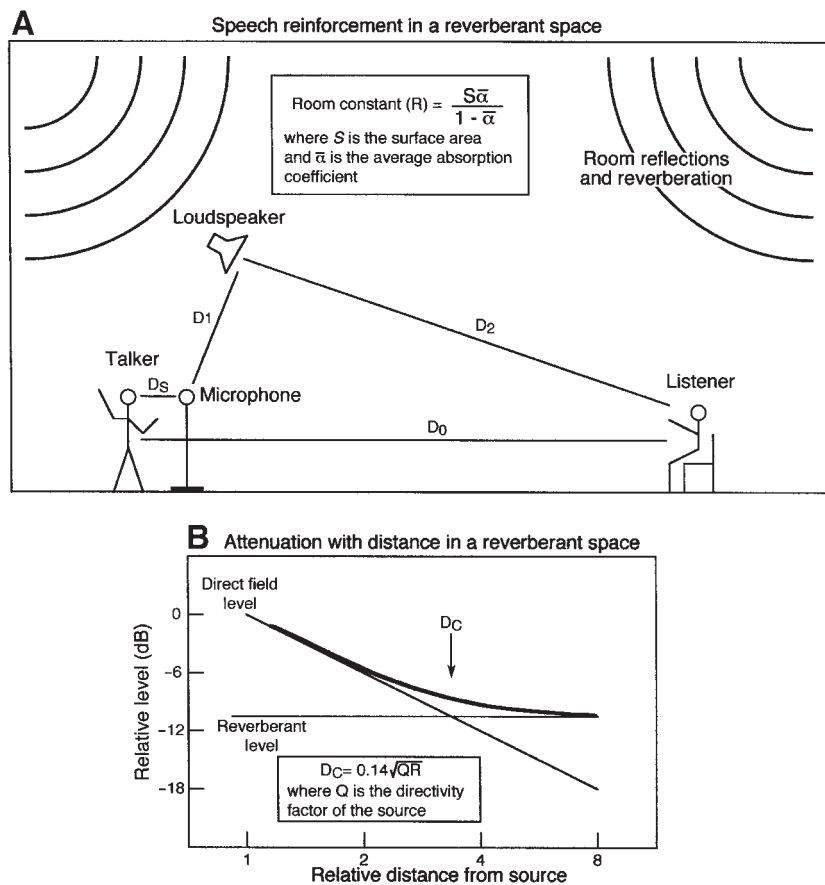 A
Speech reinforcement in a reverberant space
Room constant (R) = Sα̅ / 1 - α̅
where S is the surface area
and α̅ is the average absorption
coefficient
Room reflections
and reverberation
Loudspeaker
D1
D2
Talker
DS
Microphone
Listener
D0
B
Attenuation with distance in a reverberant space
Direct field
level
DC
Relative level (dB)
0
-6
-12
-18
Reverberant
level
DC= 0.14√QR
where Q is the directivity
factor of the source
1
2
4
8
Relative distance from source